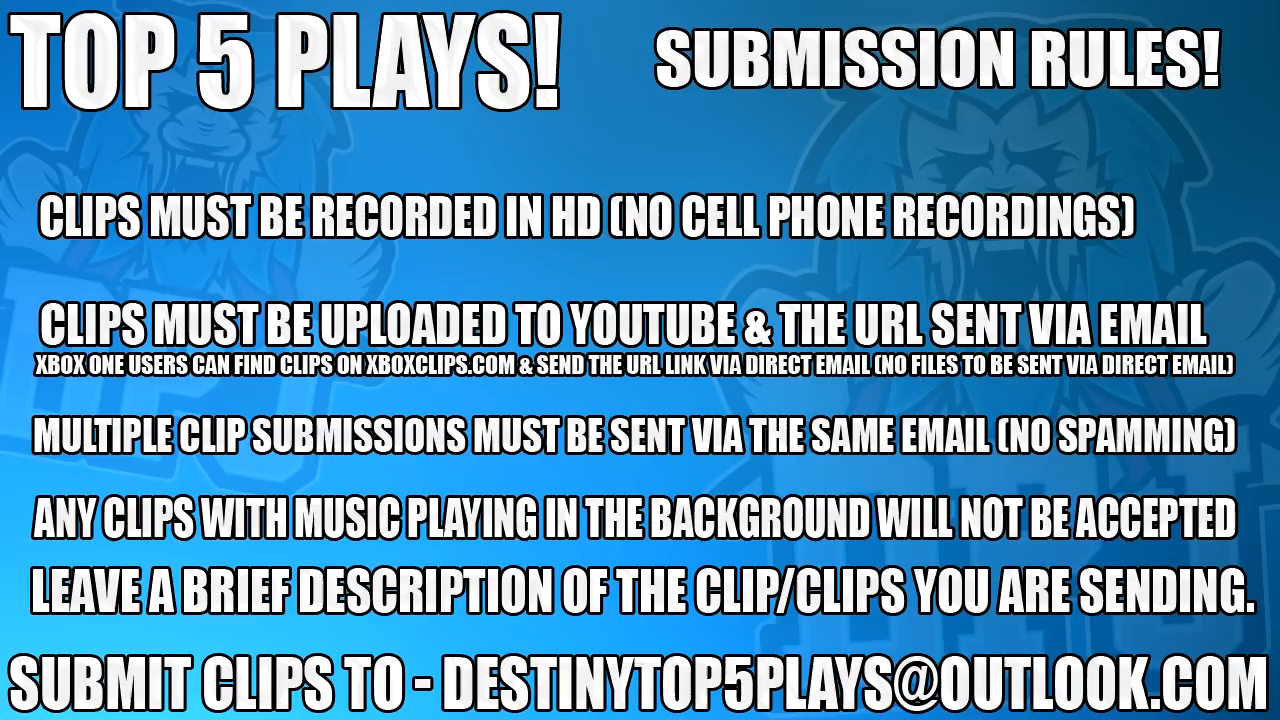 TOP 5 PLAYS!
SUBMISSION RULES!
CLIPS MUST BE RECORDED IN HD (NO CELL PHONE RECORDINGS)
CLIPS MUST BE UPLOADED TO YOUTUBE & THE URL SENT VIA EMAIL
XBOX ONE USERS CAN FIND CLIPS ON XBOXCLIPS.COM & SEND THE URL LINK VIA DIRECT EMAIL (NO FILES TO BE SENT VIA DIRECT EMAIL)
MULTIPLE CLIP SUBMISSIONS MUST BE SENT VIA THE SAME EMAIL (NO SPAMMING)
ANY CLIPS WITH MUSIC PLAYING IN THE BACKGROUND WILL NOT BE ACCEPTED
LEAVE A BRIEF DESCRIPTION OF THE CLIP/CLIPS YOU ARE SENDING.
SUBMIT CLIPS TO - DESTINYTOP5PLAYS@OUTLOOK.COM